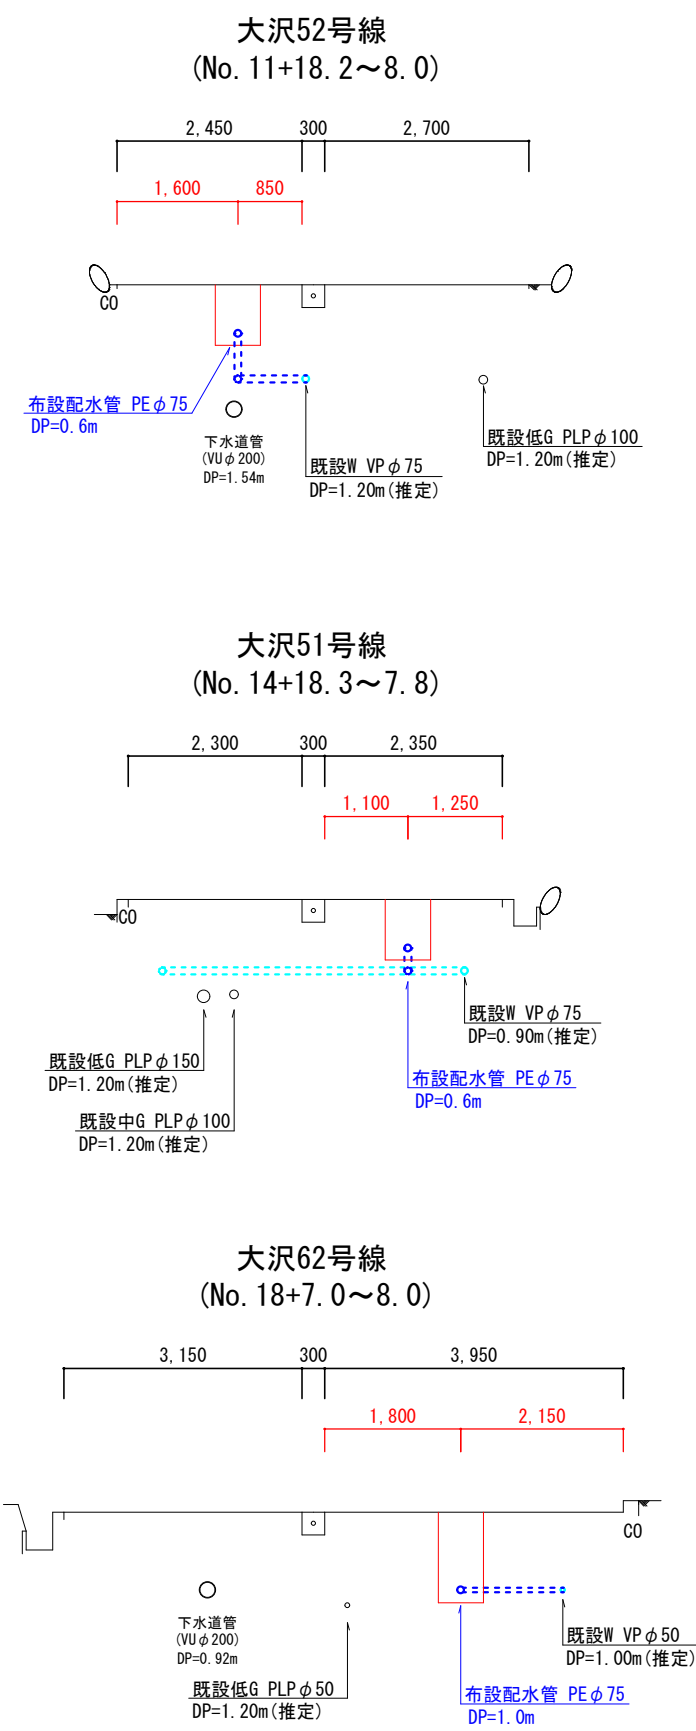 大沢52号線
(No.11+18.2～8.0)
2,450 300 2,700
1,600 850
CO
布設配水管 PEφ75
DP=0.6m
下水道管
(VUφ200)
DP=1.54m
既設W VPφ75
DP=1.20m(推定)
既設低G PLPφ100
DP=1.20m(推定)
大沢51号線
(No.14+18.3～7.8)
2,300 300 2,350
1,100 1,250
CO
既設W VPφ75
DP=0.90m(推定)
既設低G PLPφ150
DP=1.20m(推定)
布設配水管 PEφ75
DP=0.6m
既設中G PLPφ100
DP=1.20m(推定)
大沢62号線
(No.18+7.0～8.0)
3,150 300 3,950
1,800 2,150
CO
下水道管
(VUφ200)
DP=0.92m
既設W VPφ50
DP=1.00m(推定)
既設低G PLPφ50
DP=1.20m(推定)
布設配水管 PEφ75
DP=1.0m